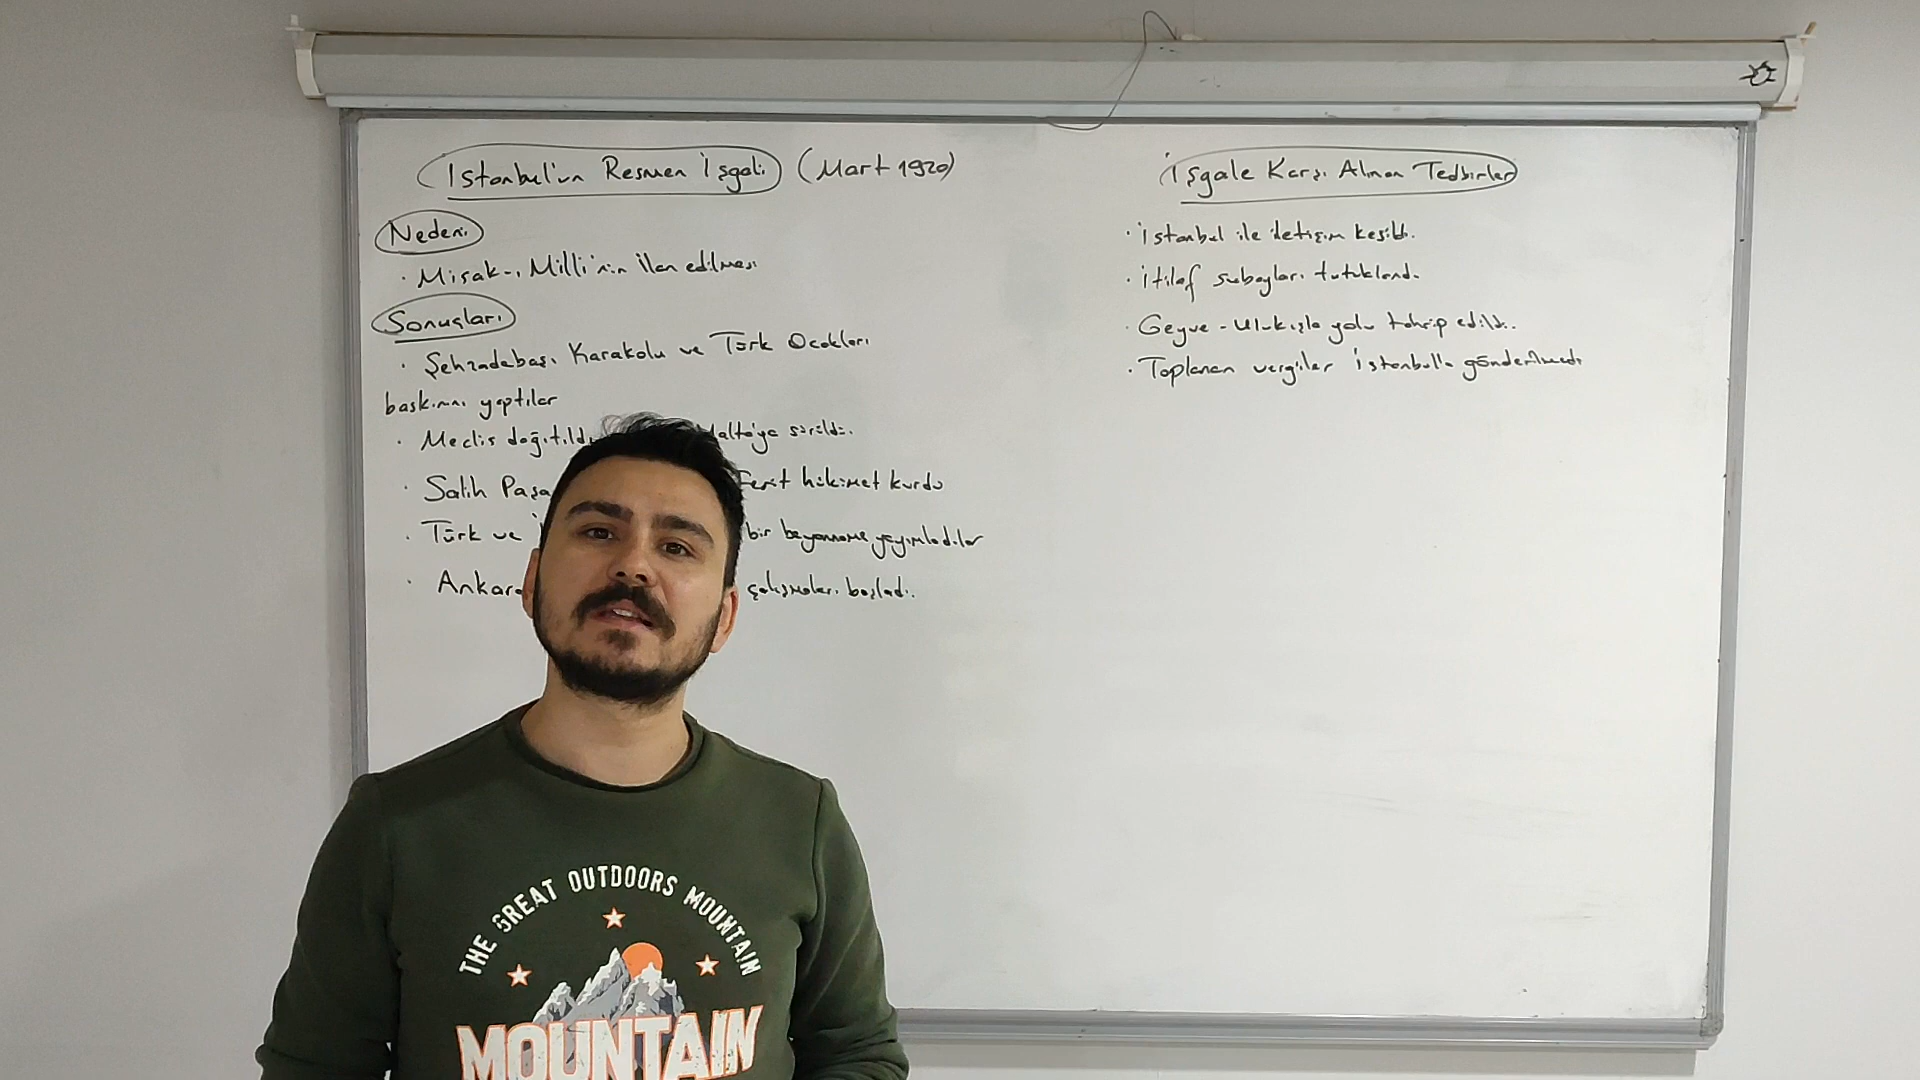 İstanbul'un Resmen İşgali (Mart 1920)
Nedeni
· Misak-ı Milli'nin ilan edilmesi
Sonuçları
· Şehzadebaşı Karakolu ve Türk Ocakları
baskını yaptılar
· Meclis dağıtıldı Malta'ya sürüldü.
· Salih Paşa Ferit hükümet kurdu
· Türk ve bir beyanname yayımladılar
· Ankara çalışmaları başladı.
İşgale Karşı Alınan Tedbirler
· İstanbul ile iletişim kesildi.
· İtilaf subayları tutuklandı.
· Geyve - Ulukışla yolu tahrip edildi.
· Toplanan vergiler İstanbul'a gönderilmedi
THE GREAT OUTDOORS MOUNTAIN
MOUNTAIN